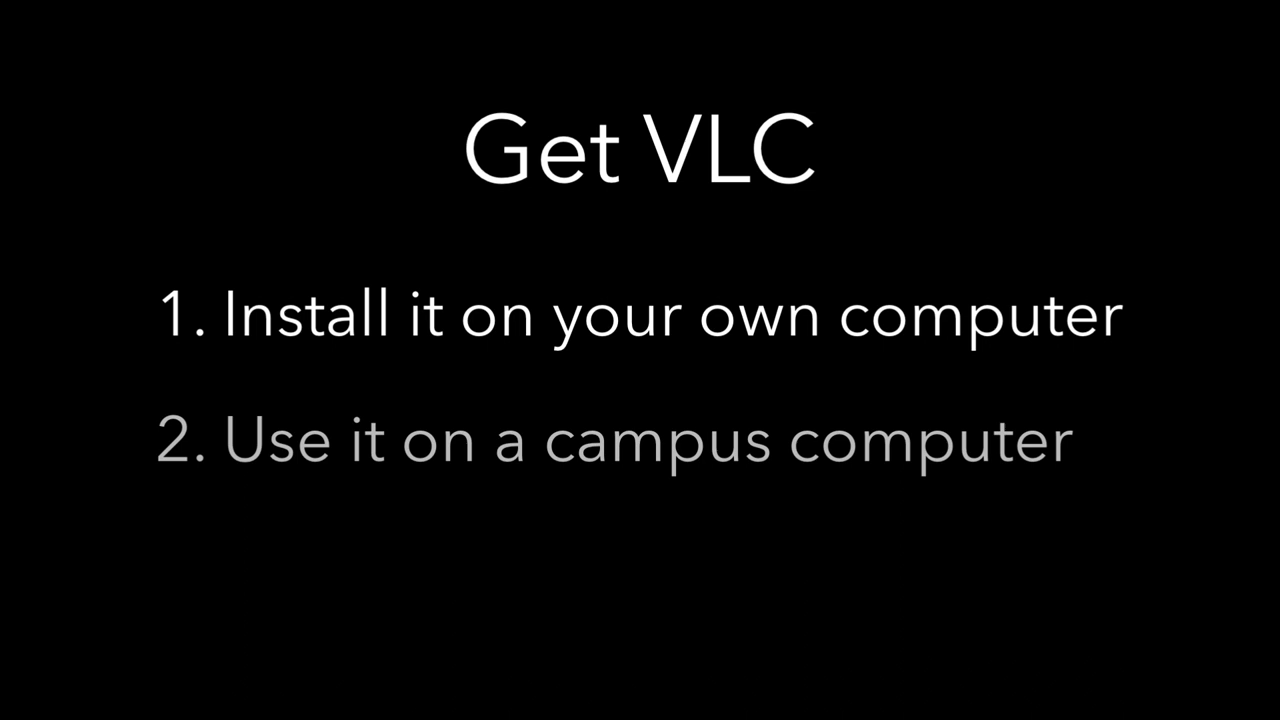 Get VLC
1. Install it on your own computer
2. Use it on a campus computer